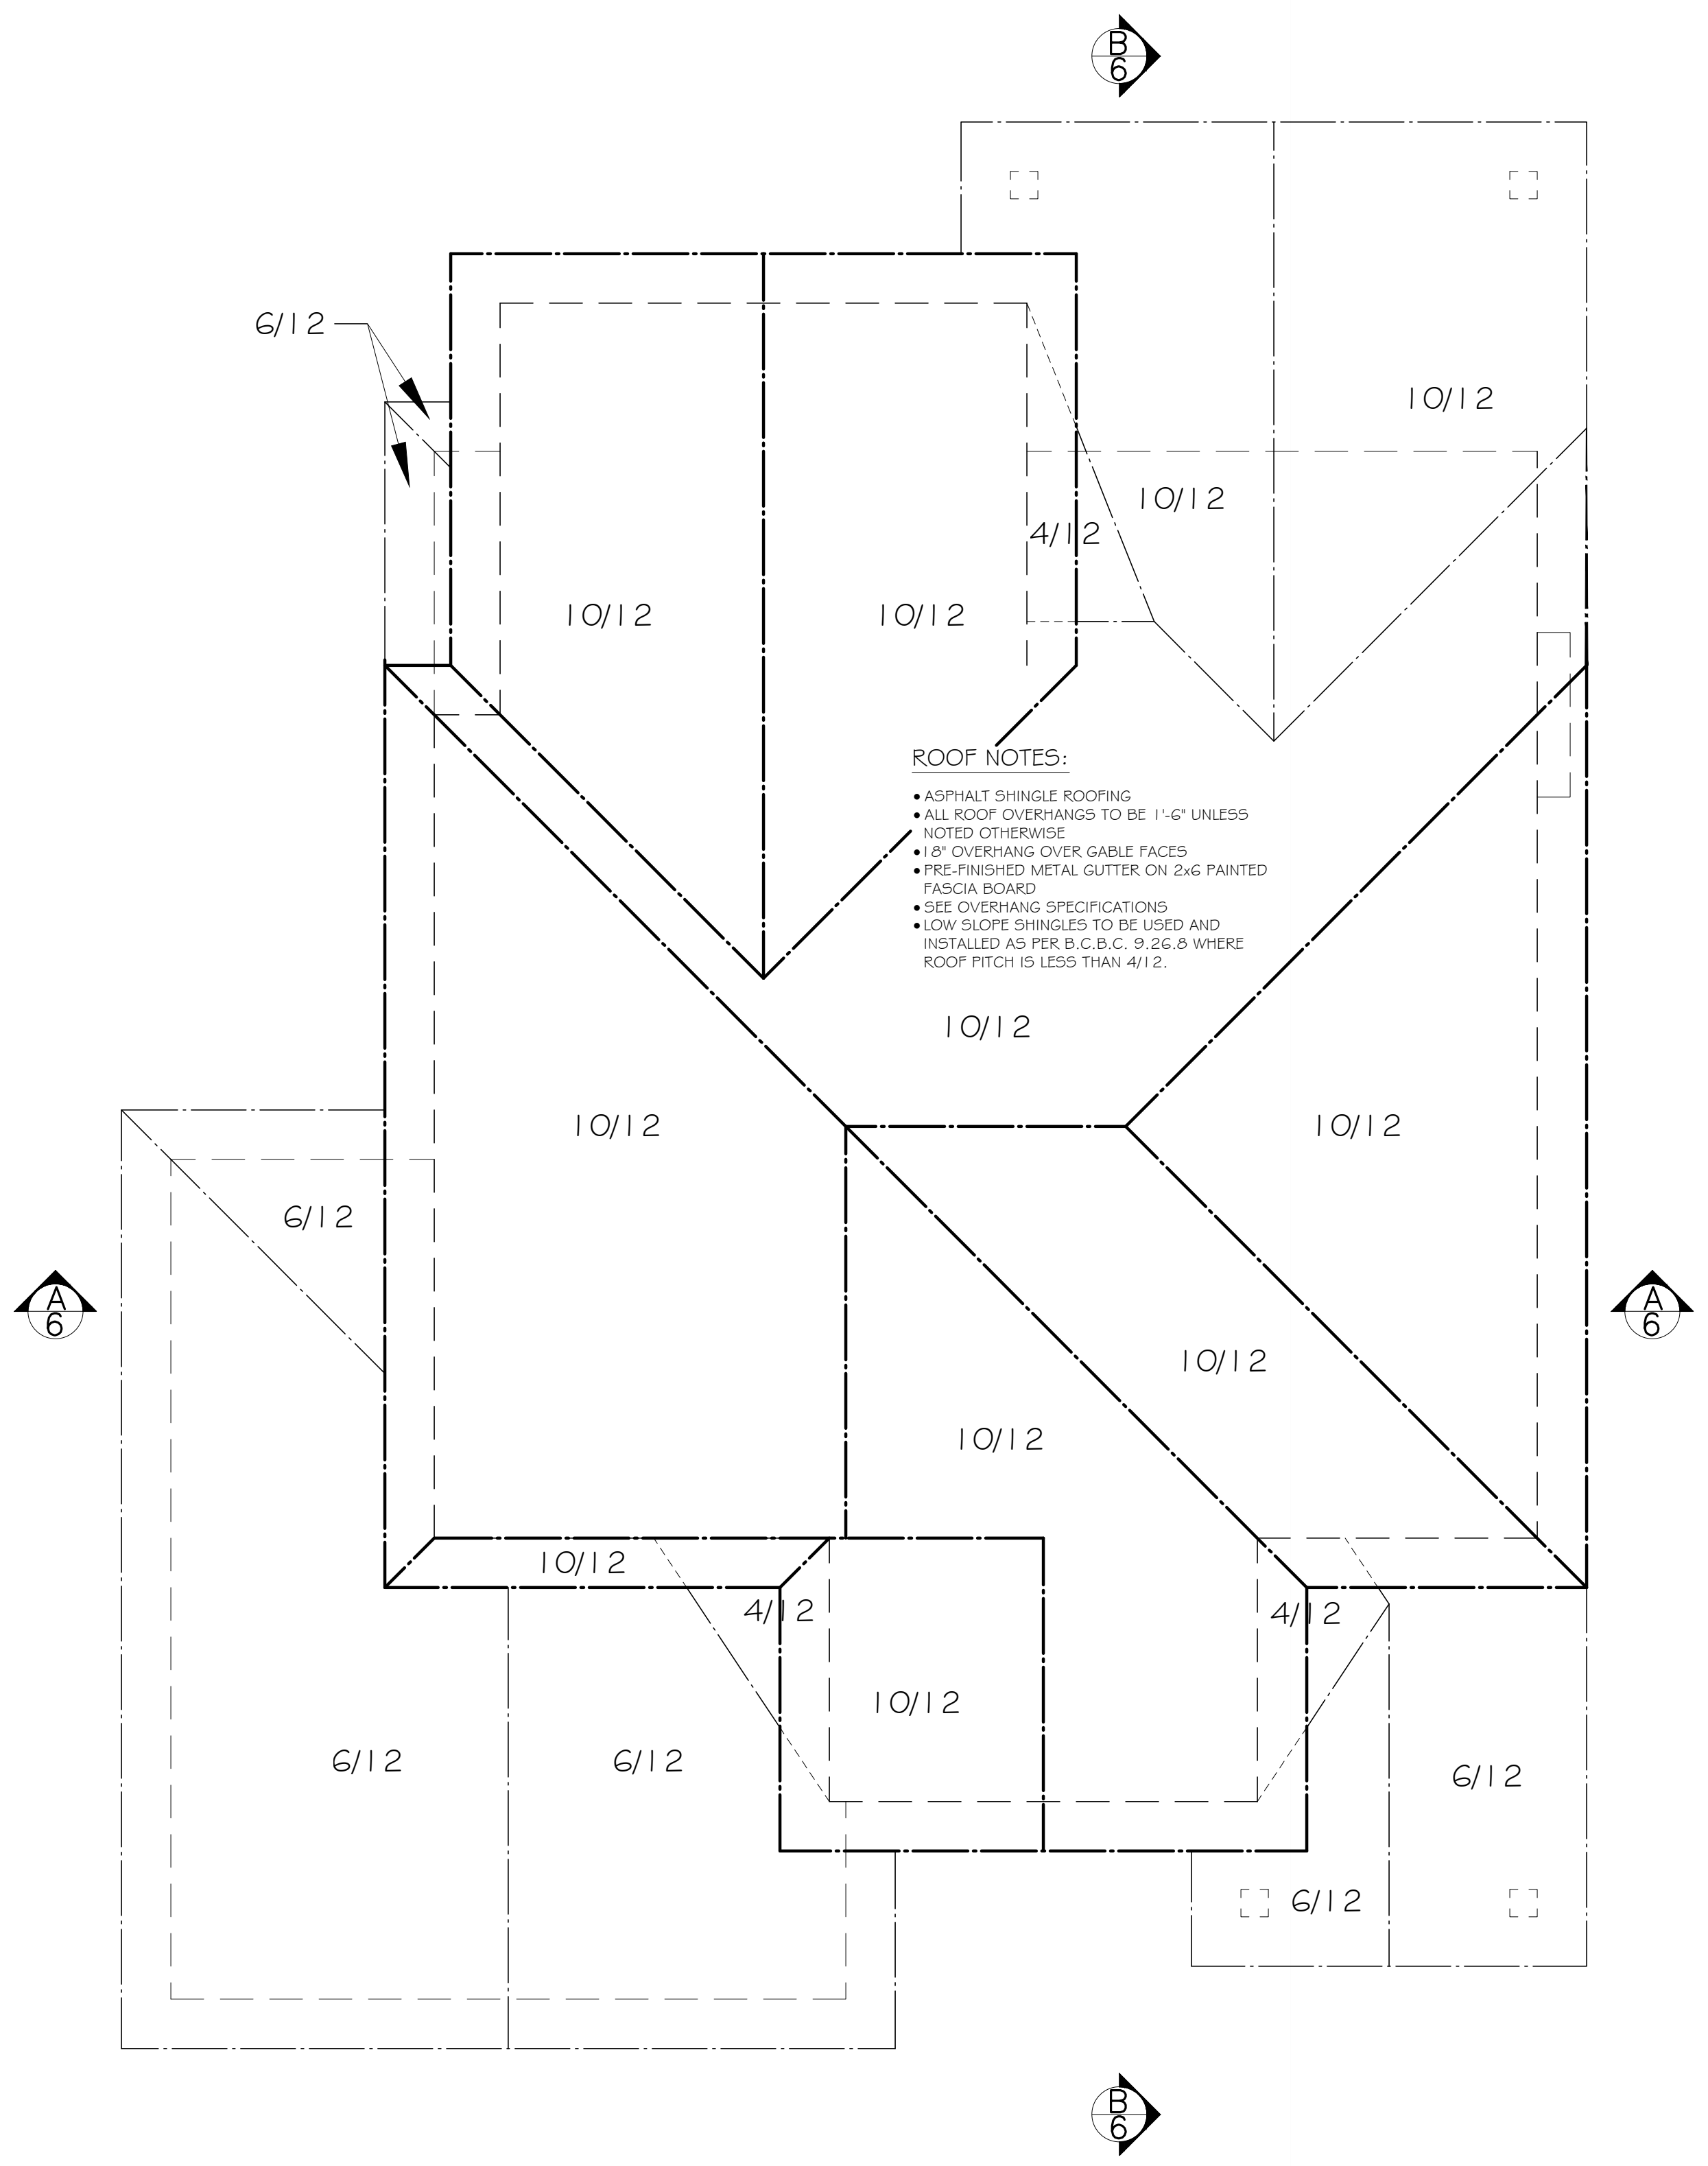 B
6
6/12
10/12
10/12
4/12
10/12
10/12
ROOF NOTES:
• ASPHALT SHINGLE ROOFING
• ALL ROOF OVERHANGS TO BE 1'-6" UNLESS
NOTED OTHERWISE
• 18" OVERHANG OVER GABLE FACES
• PRE-FINISHED METAL GUTTER ON 2x6 PAINTED
FASCIA BOARD
• SEE OVERHANG SPECIFICATIONS
• LOW SLOPE SHINGLES TO BE USED AND
INSTALLED AS PER B.C.B.C. 9.26.8 WHERE
ROOF PITCH IS LESS THAN 4/12.
10/12
10/12
10/12
6/12
A
6
A
6
10/12
10/12
10/12
4/12
4/12
10/12
6/12
6/12
6/12
6/12
B
6